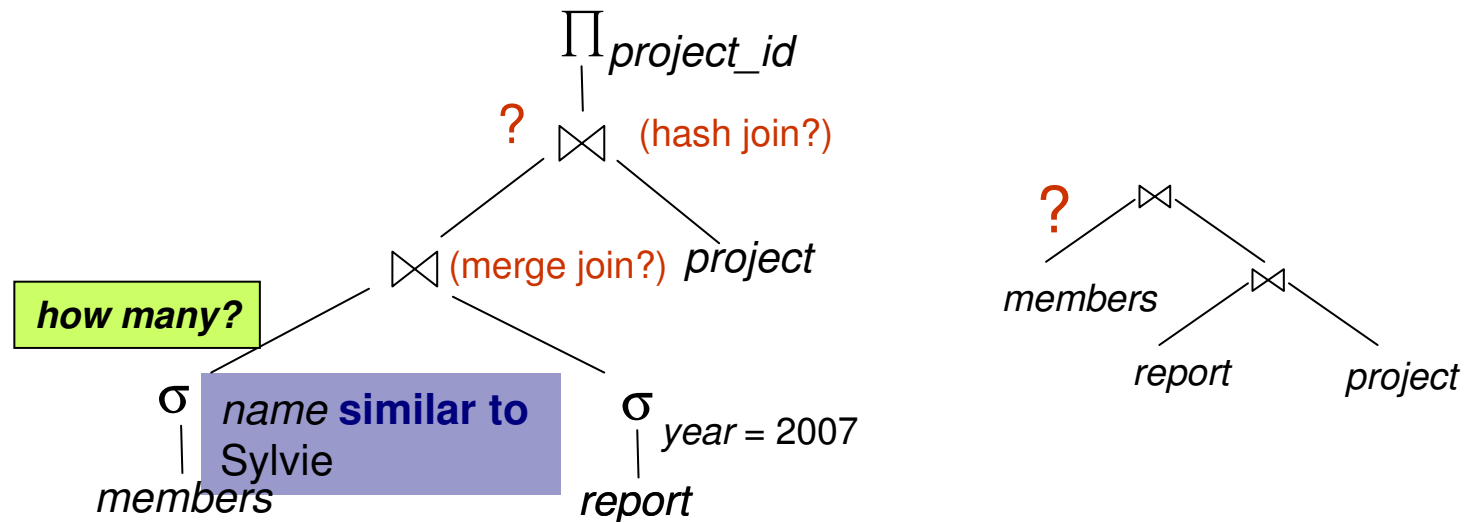 ∏ project_id
? ⋈ (hash join?)
⋈ (merge join?) project
how many?
σ name similar to
Sylvie
members
σ year = 2007
report
? ⋈
members ⋈
report project